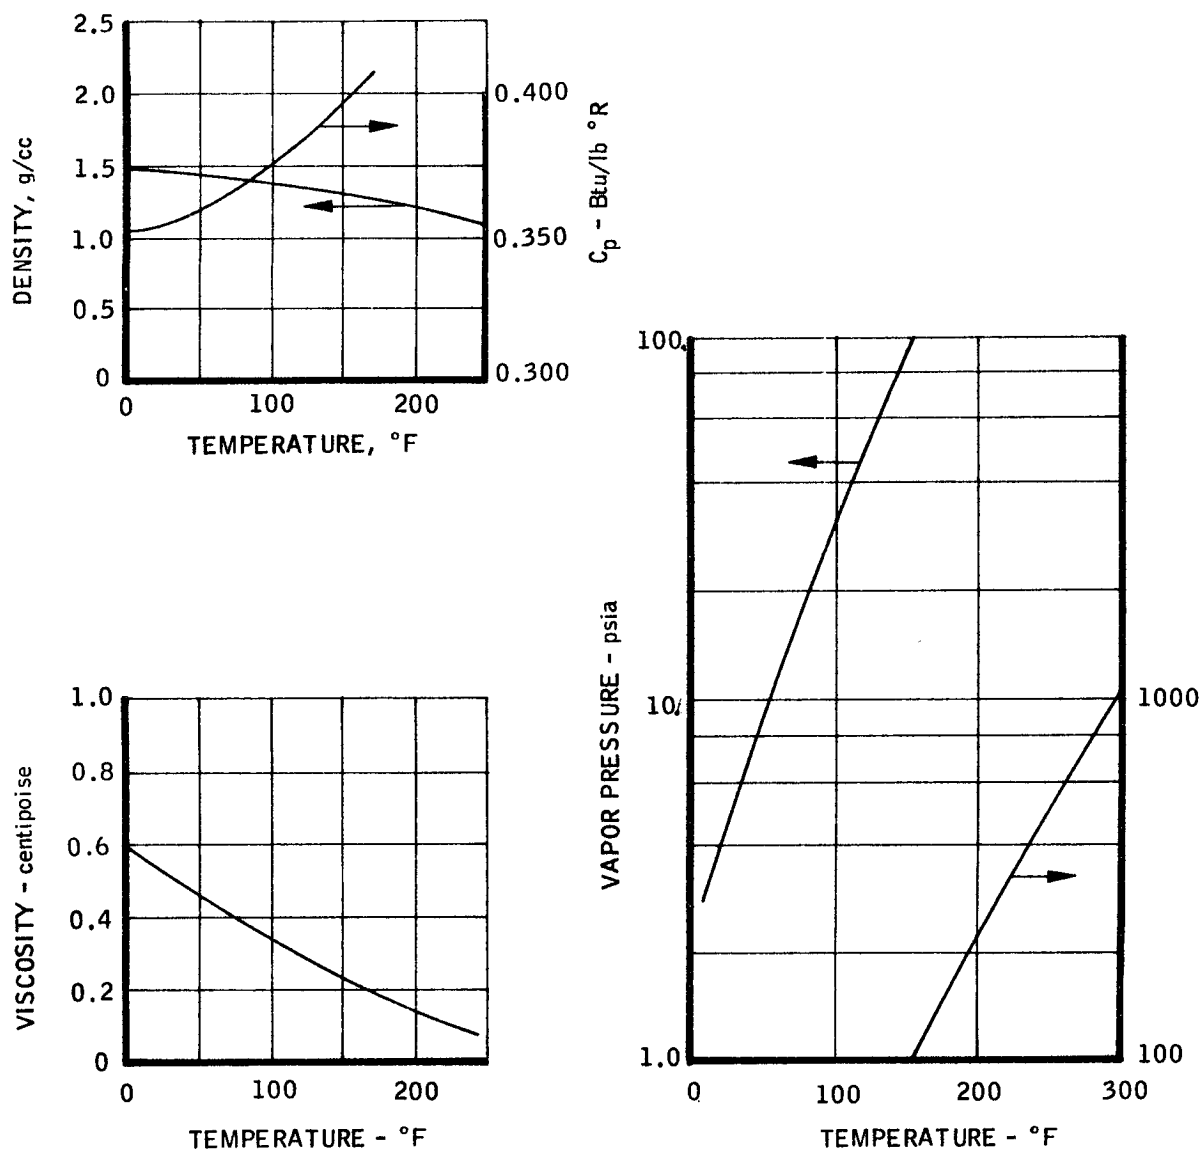 2.5
2.0
1.5
1.0
0.5
0
DENSITY, g/cc
0.400
0.350
0.300
Cp - Btu/lb °R
0 100 200
TEMPERATURE, °F
1.0
0.8
0.6
0.4
0.2
0
VISCOSITY - centipoise
0 100 200
TEMPERATURE - °F
100
10
1.0
VAPOR PRESSURE - psia
1000
100
0 100 200 300
TEMPERATURE - °F